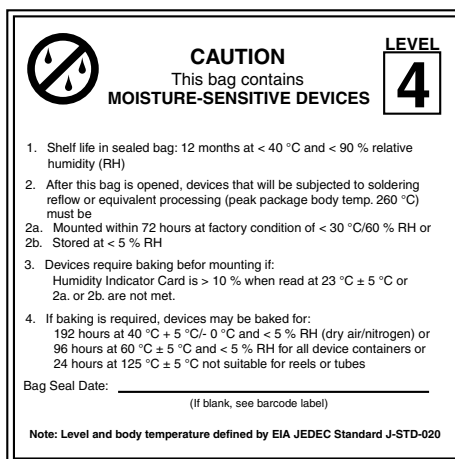 LEVEL
CAUTION
4
This bag contains
MOISTURE-SENSITIVE DEVICES
1. Shelf life in sealed bag: 12 months at < 40 °C and < 90 % relative
humidity (RH)
2. After this bag is opened, devices that will be subjected to soldering
reflow or equivalent processing (peak package body temp. 260 °C)
must be
2a. Mounted within 72 hours at factory condition of < 30 °C/60 % RH or
2b. Stored at < 5 % RH
3. Devices require baking befor mounting if:
Humidity Indicator Card is > 10 % when read at 23 °C ± 5 °C or
2a. or 2b. are not met.
4. If baking is required, devices may be baked for:
192 hours at 40 °C + 5 °C/- 0 °C and < 5 % RH (dry air/nitrogen) or
96 hours at 60 °C ± 5 °C and < 5 % RH for all device containers or
24 hours at 125 °C ± 5 °C not suitable for reels or tubes
Bag Seal Date:
(If blank, see barcode label)
Note: Level and body temperature defined by EIA JEDEC Standard J-STD-020